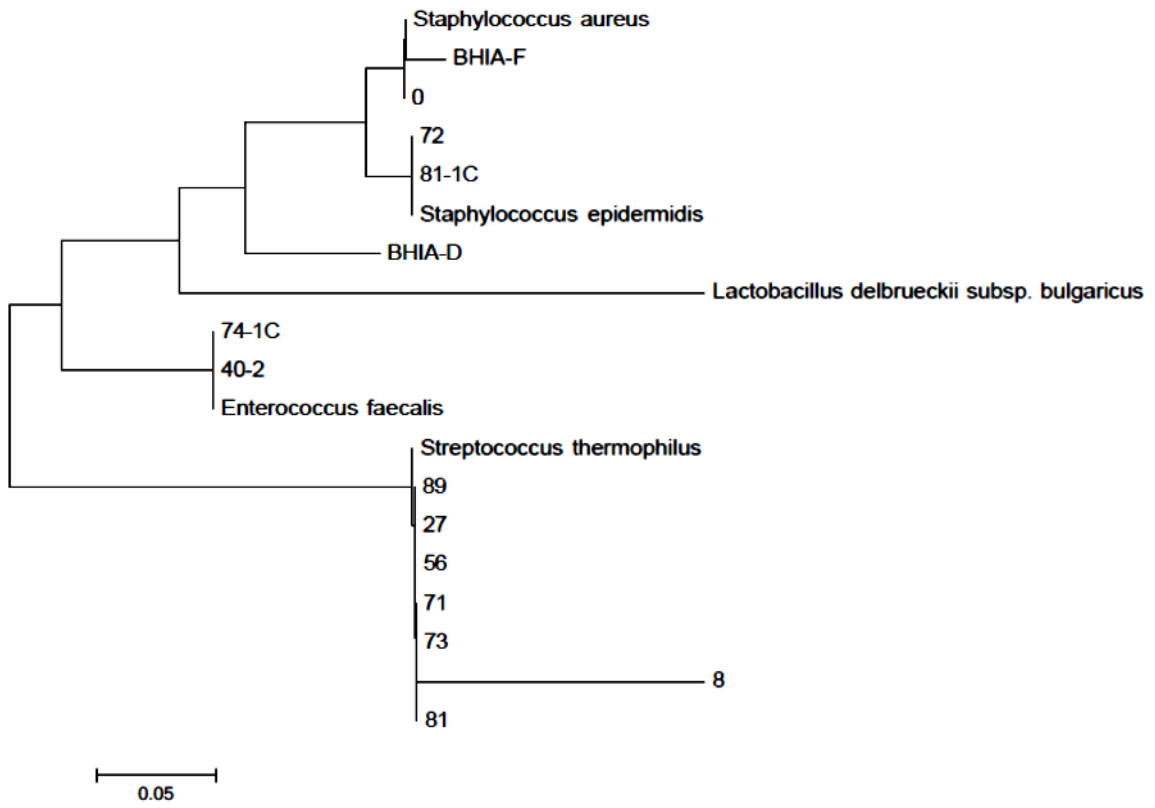 Staphylococcus aureus
BHIA-F
0
72
81-1C
Staphylococcus epidermidis
BHIA-D
Lactobacillus delbrueckii subsp. bulgaricus
74-1C
40-2
Enterococcus faecalis
Streptococcus thermophilus
89
27
56
71
73
8
81
0.05